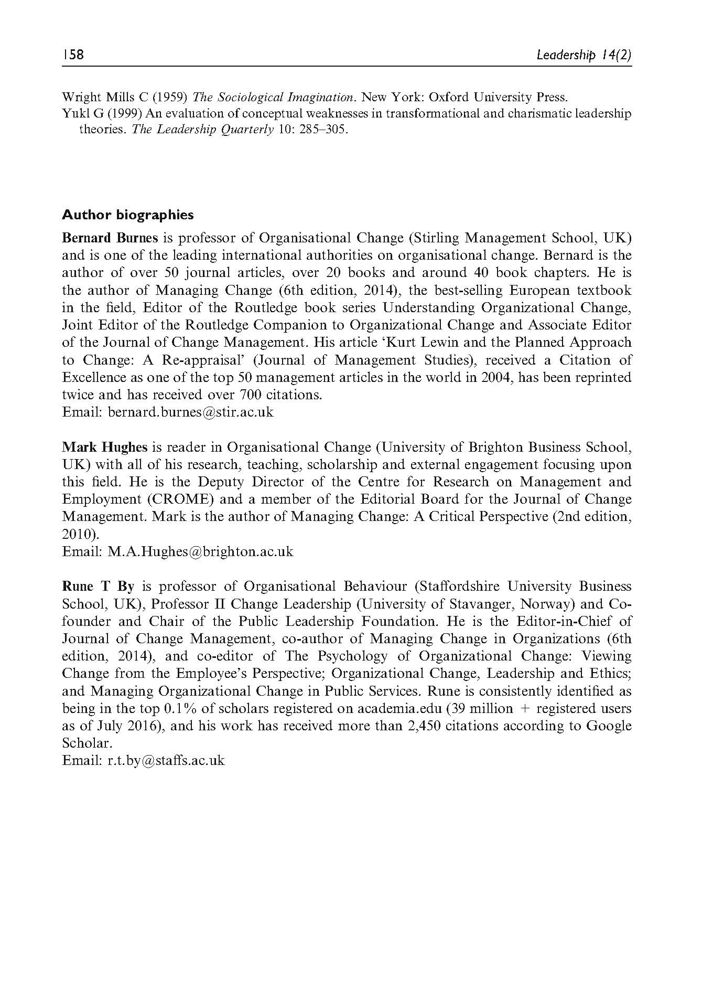 158 Leadership 14(2)
Wright Mills C (1959) The Sociological Imagination. New York: Oxford University Press.
Yukl G (1999) An evaluation of conceptual weaknesses in transformational and charismatic leadership
theories. The Leadership Quarterly 10: 285–305.
Author biographies
Bernard Burnes is professor of Organisational Change (Stirling Management School, UK)
and is one of the leading international authorities on organisational change. Bernard is the
author of over 50 journal articles, over 20 books and around 40 book chapters. He is
the author of Managing Change (6th edition, 2014), the best-selling European textbook
in the field, Editor of the Routledge book series Understanding Organizational Change,
Joint Editor of the Routledge Companion to Organizational Change and Associate Editor
of the Journal of Change Management. His article ‘Kurt Lewin and the Planned Approach
to Change: A Re-appraisal’ (Journal of Management Studies), received a Citation of
Excellence as one of the top 50 management articles in the world in 2004, has been reprinted
twice and has received over 700 citations.
Email: bernard.burnes@stir.ac.uk
Mark Hughes is reader in Organisational Change (University of Brighton Business School,
UK) with all of his research, teaching, scholarship and external engagement focusing upon
this field. He is the Deputy Director of the Centre for Research on Management and
Employment (CROME) and a member of the Editorial Board for the Journal of Change
Management. Mark is the author of Managing Change: A Critical Perspective (2nd edition,
2010).
Email: M.A.Hughes@brighton.ac.uk
Rune T By is professor of Organisational Behaviour (Staffordshire University Business
School, UK), Professor II Change Leadership (University of Stavanger, Norway) and Co-
founder and Chair of the Public Leadership Foundation. He is the Editor-in-Chief of
Journal of Change Management, co-author of Managing Change in Organizations (6th
edition, 2014), and co-editor of The Psychology of Organizational Change: Viewing
Change from the Employee’s Perspective; Organizational Change, Leadership and Ethics;
and Managing Organizational Change in Public Services. Rune is consistently identified as
being in the top 0.1% of scholars registered on academia.edu (39 million + registered users
as of July 2016), and his work has received more than 2,450 citations according to Google
Scholar.
Email: r.t.by@staffs.ac.uk